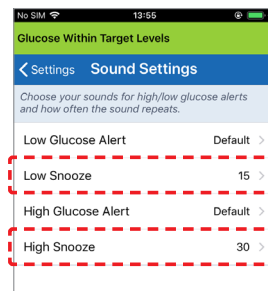 No SIM 13:55
Glucose Within Target Levels
Settings Sound Settings
Choose your sounds for high/low glucose alerts
and how often the sound repeats.
Low Glucose Alert Default
Low Snooze 15
High Glucose Alert Default
High Snooze 30